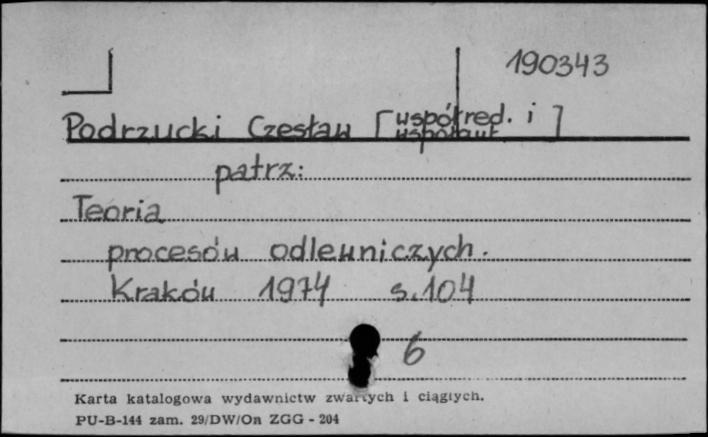 190343
Podrzucki Czesław [współred. i
współaut.]
patrz:
Teoria
procesów odlewniczych.
Kraków 1974 s.104
6
Karta katalogowa wydawnictw zwartych i ciągłych.
PU-B-144 zam. 29/DW/On ZGG - 204